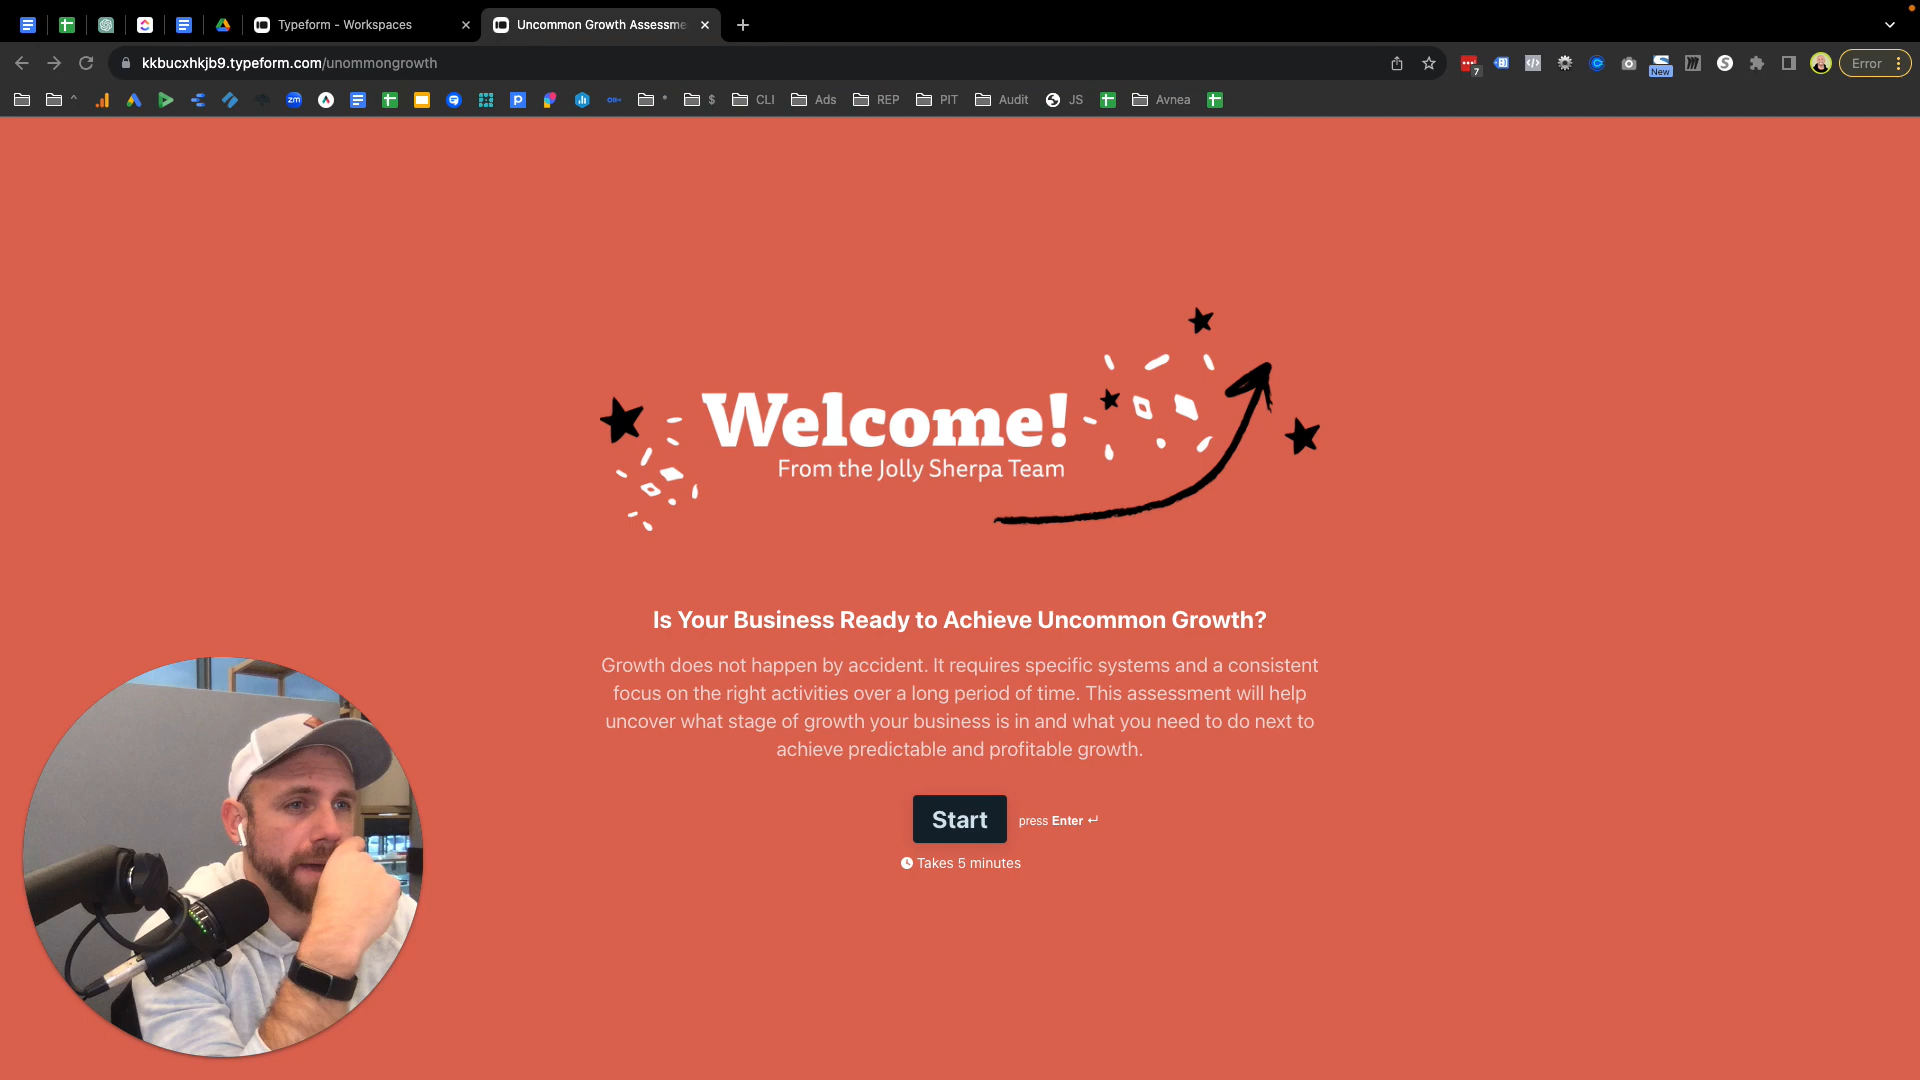 Typeform - Workspaces
Uncommon Growth Assessme
kkbucxhkjb9.typeform.com/unommongrowth
7
New
Error
^
zm
*
$
CLI
Ads
REP
PIT
Audit
JS
Avnea
Welcome!
From the Jolly Sherpa Team
Is Your Business Ready to Achieve Uncommon Growth?
Growth does not happen by accident. It requires specific systems and a consistent
focus on the right activities over a long period of time. This assessment will help
uncover what stage of growth your business is in and what you need to do next to
achieve predictable and profitable growth.
Start
press Enter ↵
Takes 5 minutes